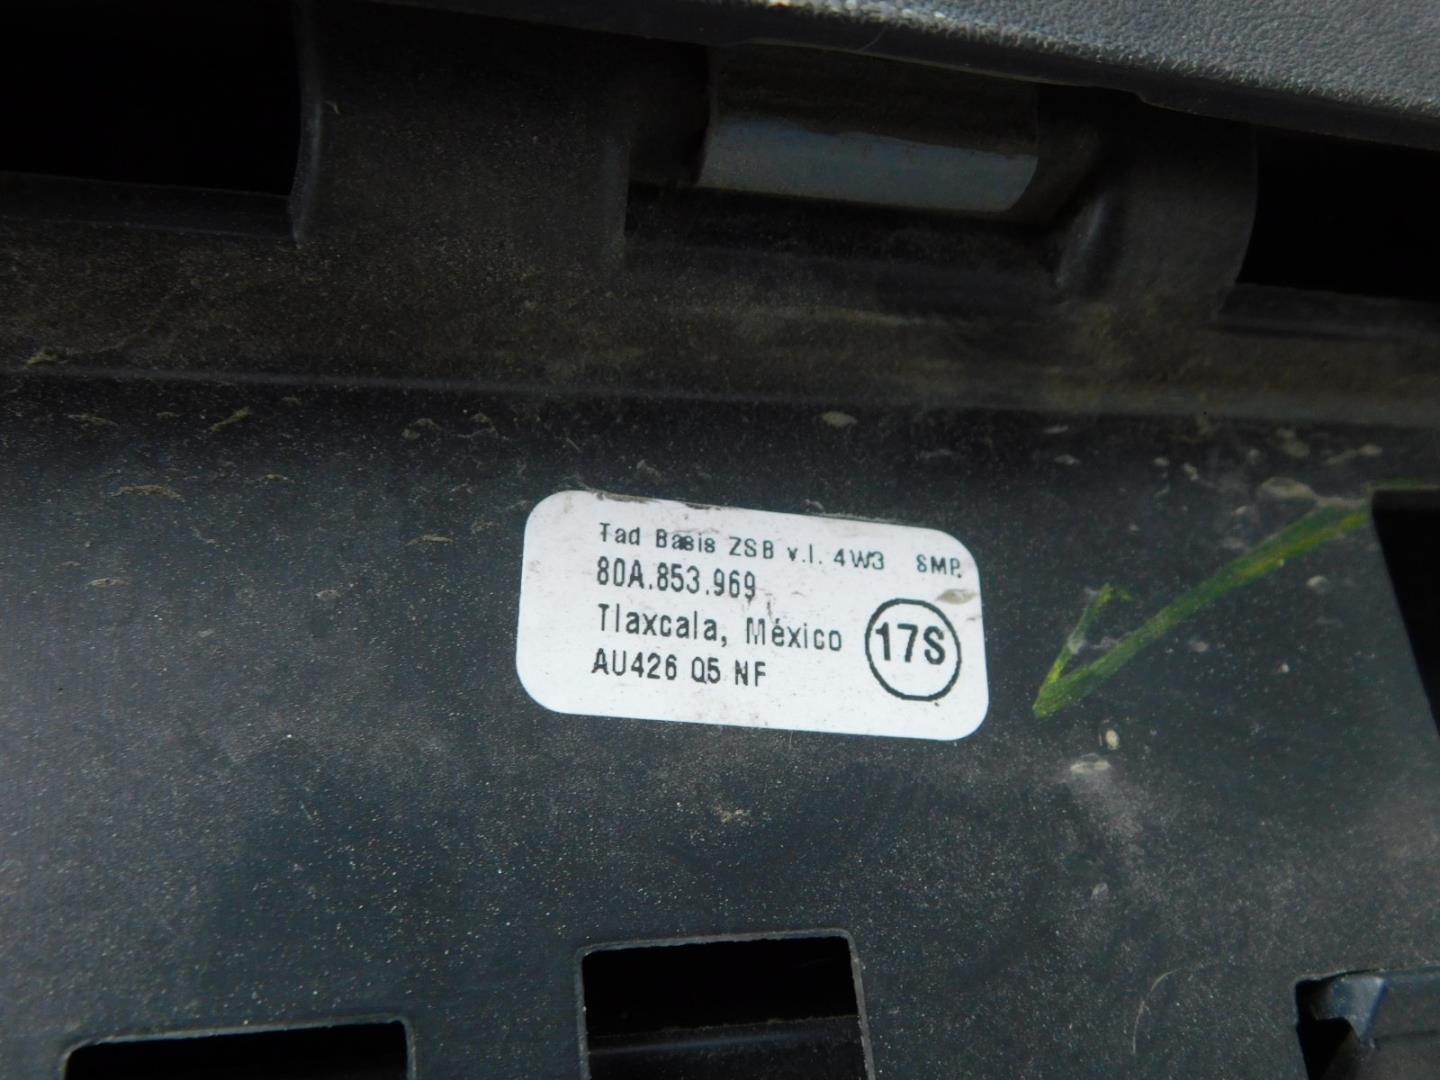 Tad Basis ZSB v.l. 4W3 SMP.
80A.853.969
Tlaxcala, México
17S
AU426 Q5 NF